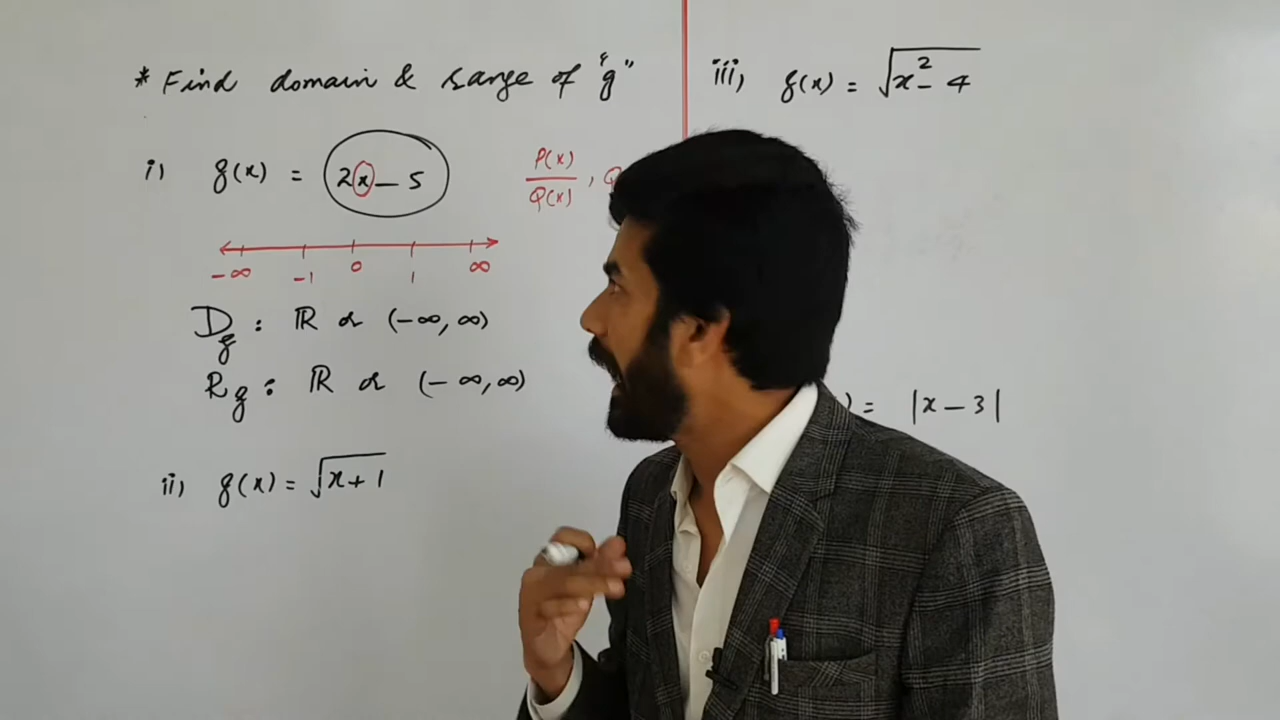 * Find domain & range of "g"
i) g(x) = 2x - 5
P(x)
Q(x) ,
-∞ -1 0 1 ∞
Dg : ℝ or (-∞, ∞)
Rg : ℝ or (-∞, ∞)
ii) g(x) = √x+1
iii) g(x) = √x² - 4
) = |x - 3|